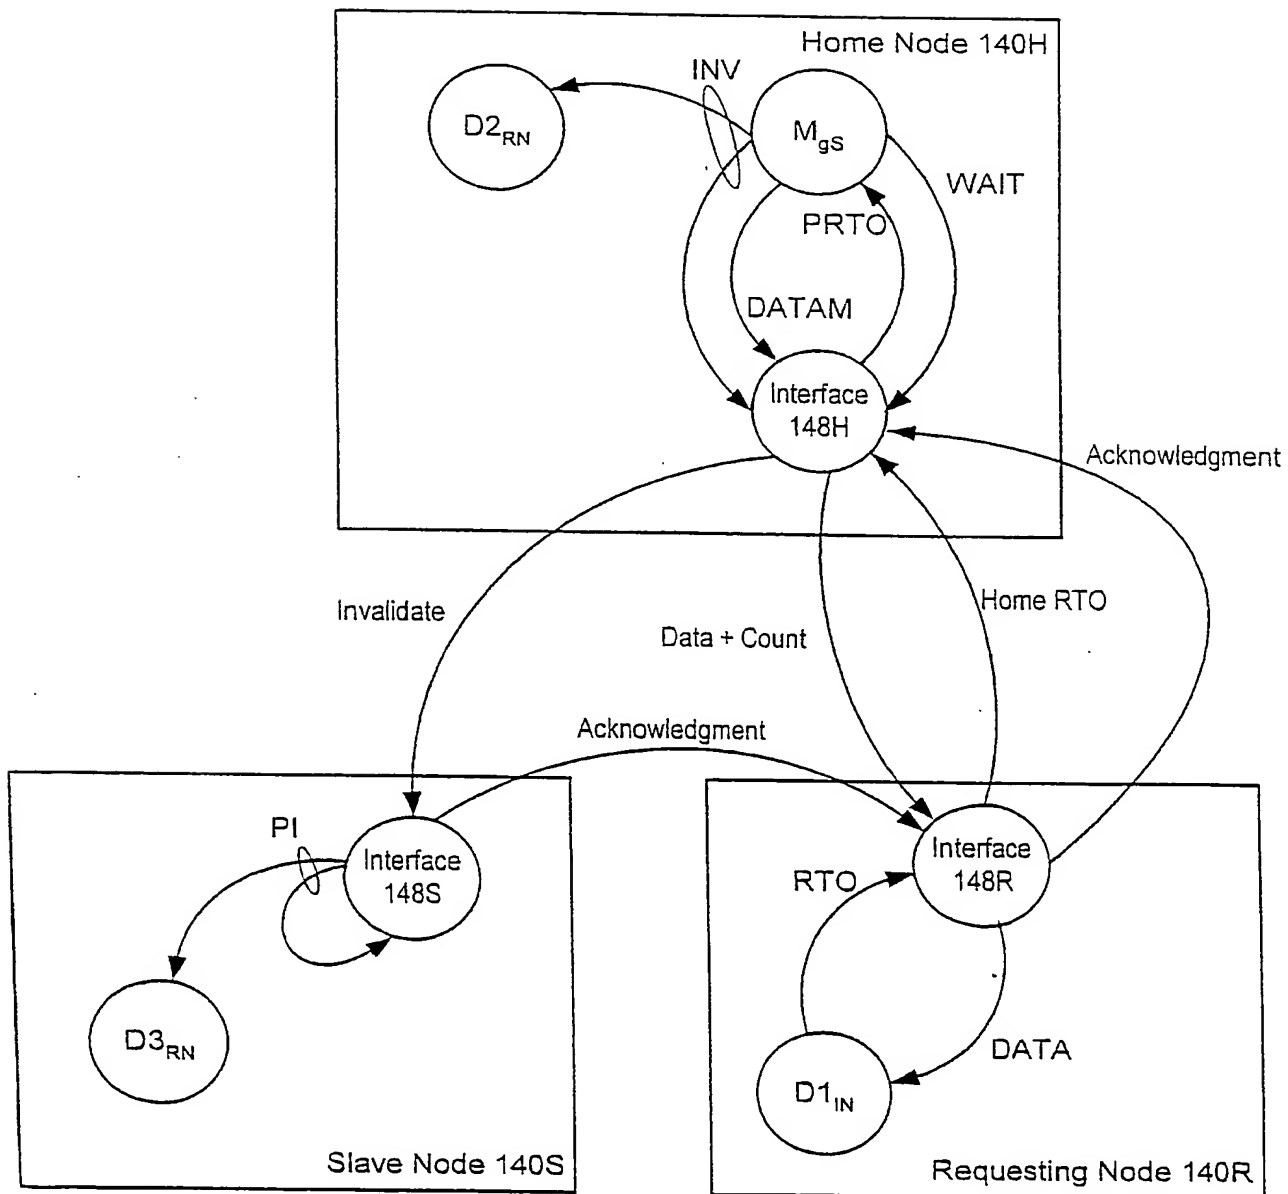 Home Node 140H
INV
D2RN
MgS
WAIT
PRTO
DATAM
Interface
148H
Acknowledgment
Invalidate
Home RTO
Data + Count
Acknowledgment
PI
Interface
148S
Interface
148R
RTO
D3RN
DATA
D1IN
Slave Node 140S
Requesting Node 140R